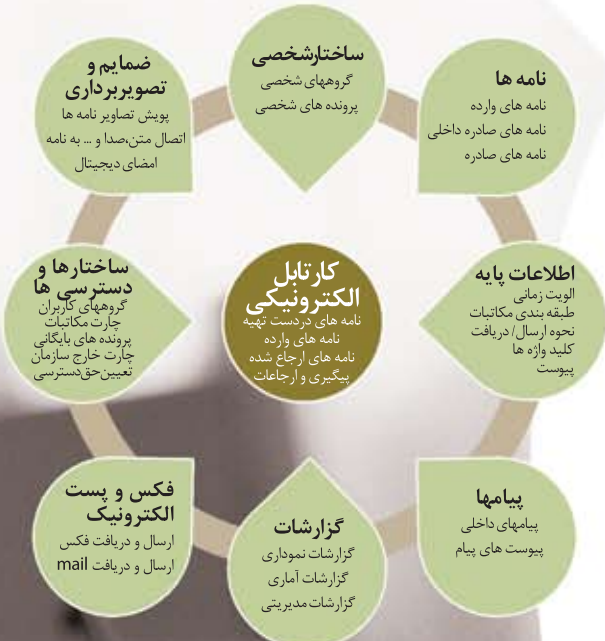 نامه ها
نامه های وارده
نامه های صادره داخلی
نامه های صادره
ساختارشخصی
گروههای شخصی
پرونده های شخصی
ضمایم و
تصویربرداری
پویش تصاویر نامه ها
اتصال متن،صدا و ... به نامه
امضای دیجیتال
اطلاعات پایه
الویت زمانی
طبقه بندی مکاتبات
نحوه ارسال/ دریافت
کلید واژه ها
پیوست
کارتابل
الکترونیکی
نامه های دردست تهیه
نامه های وارده
نامه های ارجاع شده
پیگیری و ارجاعات
ساختارها و
دسترسی ها
گروههای کاربران
چارت مکاتبات
پرونده های بایگانی
چارت خارج سازمان
تعیین‌حق‌دسترسی
پیامها
پیامهای داخلی
پیوست های پیام
گزارشات
گزارشات نموداری
گزارشات آماری
گزارشات مدیریتی
فکس و پست
الکترونیک
ارسال و دریافت فکس
ارسال و دریافت mail